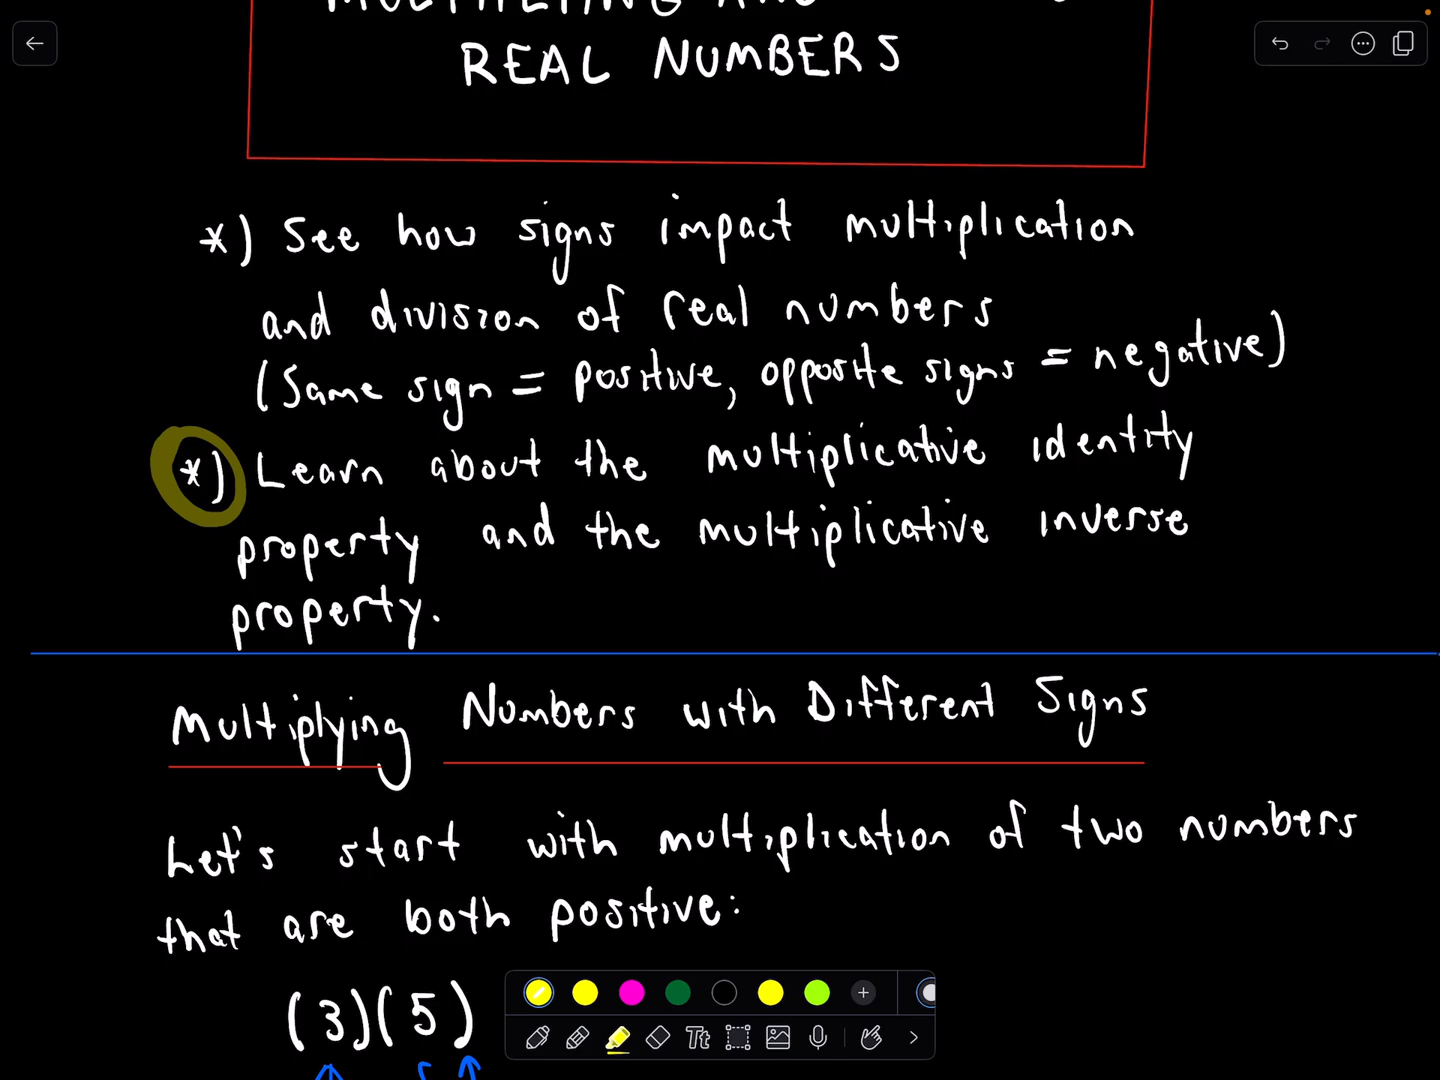 REAL NUMBERS
*) See how signs impact multiplication
and division of real numbers
(Same sign = positive, opposite signs = negative)
*) Learn about the multiplicative identity
property and the multiplicative inverse
property.
Multiplying Numbers with Different Signs
Let's start with multiplication of two numbers
that are both positive:
(3)(5)
Tt